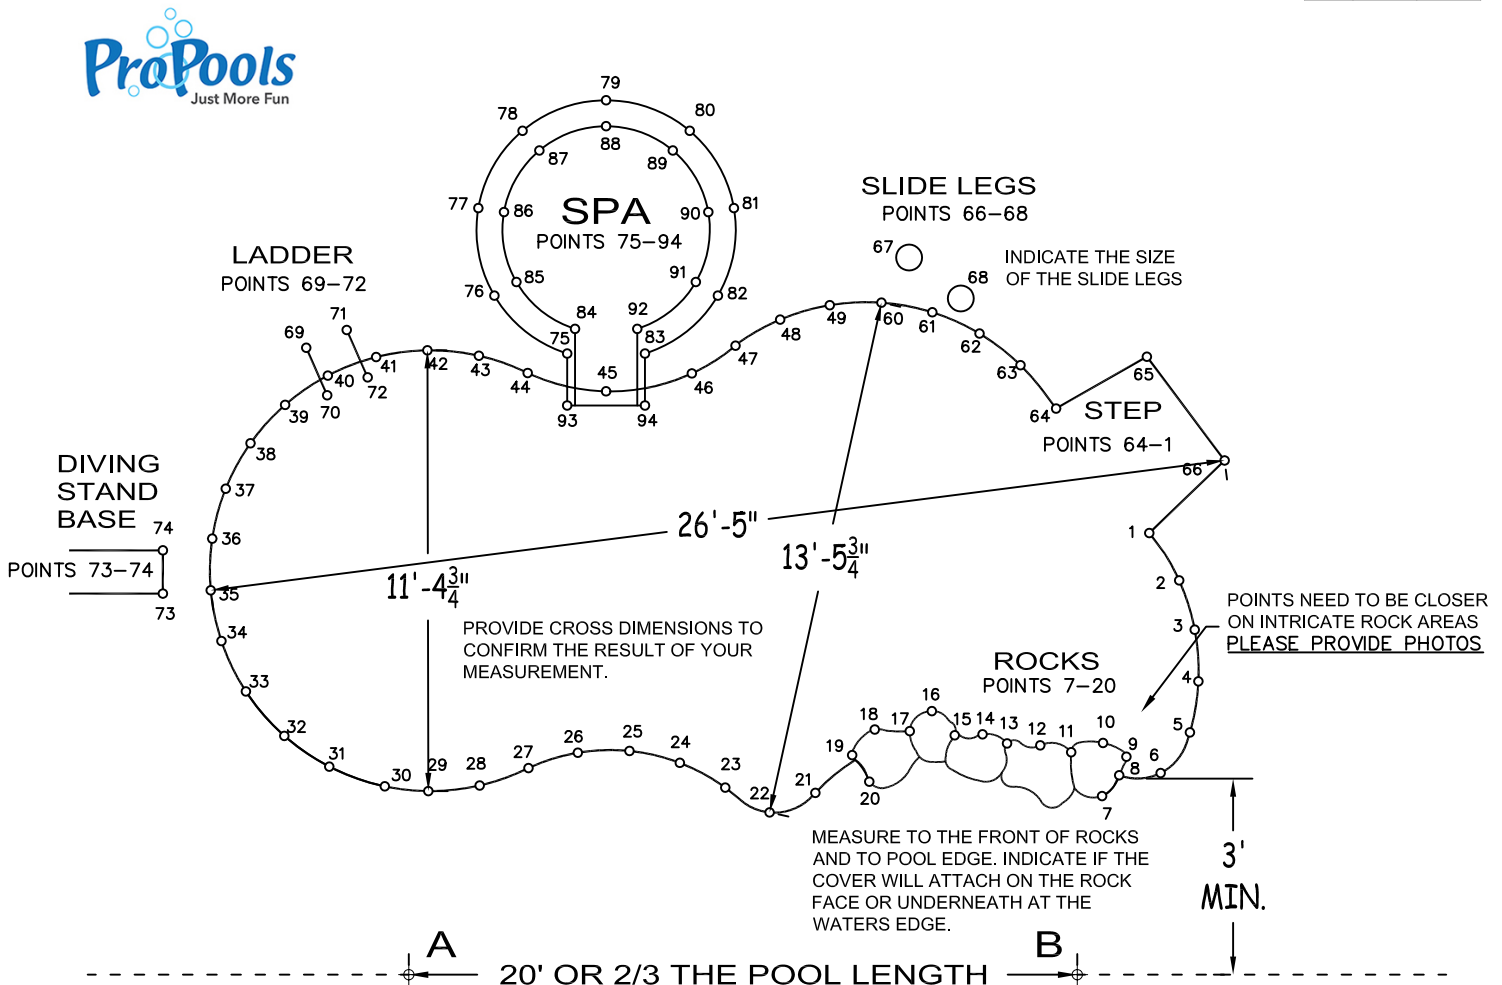 ProPools
Just More Fun
79
78
80
88
87
89
77
86
SPA
90
81
POINTS 75-94
SLIDE LEGS
POINTS 66-68
67
INDICATE THE SIZE
OF THE SLIDE LEGS
68
LADDER
POINTS 69-72
85
91
76
82
71
69
84
92
75
83
49
60
48
61
62
47
41
42
43
40
72
44
45
46
63
65
70
39
93
94
64
STEP
POINTS 64-1
38
66
DIVING
STAND
BASE
74
37
36
26'-5"
1
13'-5 3/4"
POINTS 73-74
73
35
11'-4 3/4"
2
POINTS NEED TO BE CLOSER
ON INTRICATE ROCK AREAS
PLEASE PROVIDE PHOTOS
3
34
PROVIDE CROSS DIMENSIONS TO
CONFIRM THE RESULT OF YOUR
MEASUREMENT.
ROCKS
POINTS 7-20
4
33
16
32
18
17
15
14
13
12
11
10
5
31
26
25
24
19
9
27
30
29
28
23
22
21
20
8
6
7
MEASURE TO THE FRONT OF ROCKS
AND TO POOL EDGE. INDICATE IF THE
COVER WILL ATTACH ON THE ROCK
FACE OR UNDERNEATH AT THE
WATERS EDGE.
3'
MIN.
A
B
20' OR 2/3 THE POOL LENGTH